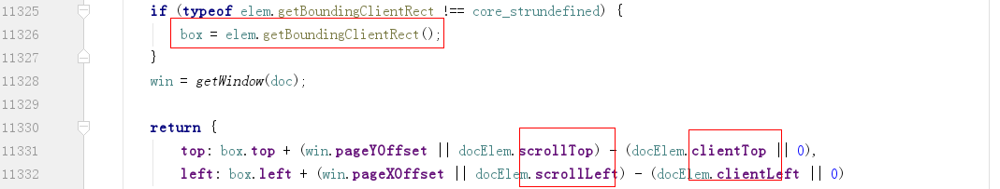 11325 if (typeof elem.getBoundingClientRect !== core_strundefined) {
11326 box = elem.getBoundingClientRect();
11327 }
11328 win = getWindow(doc);
11329
11330 return {
11331 top: box.top + (win.pageYOffset || docElem.scrollTop) - (docElem.clientTop || 0),
11332 left: box.left + (win.pageXOffset || docElem.scrollLeft) - (docElem.clientLeft || 0)